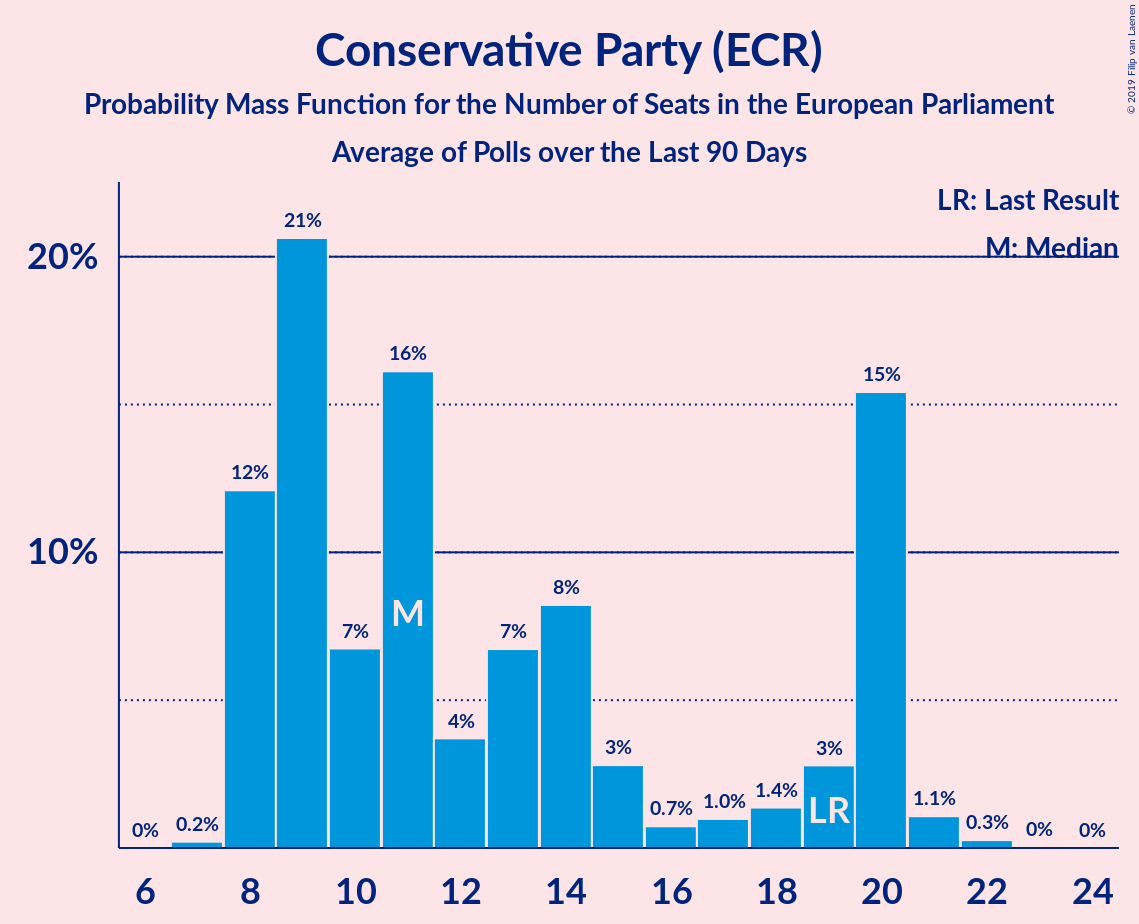 Conservative Party (ECR)
Probability Mass Function for the Number of Seats in the European Parliament
Average of Polls over the Last 90 Days
© 2019 Filip van Laenen
LR: Last Result
M: Median
20%
10%
0%
0.2%
12%
21%
7%
16%
4%
7%
8%
3%
0.7%
1.0%
1.4%
3%
15%
1.1%
0.3%
0%
0%
M
LR
6 8 10 12 14 16 18 20 22 24